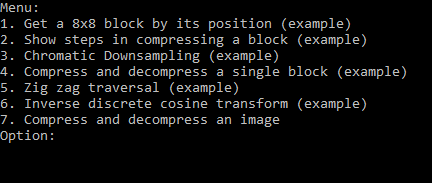 Menu:
1. Get a 8x8 block by its position (example)
2. Show steps in compressing a block (example)
3. Chromatic Downsampling (example)
4. Compress and decompress a single block (example)
5. Zig zag traversal (example)
6. Inverse discrete cosine transform (example)
7. Compress and decompress an image
Option: